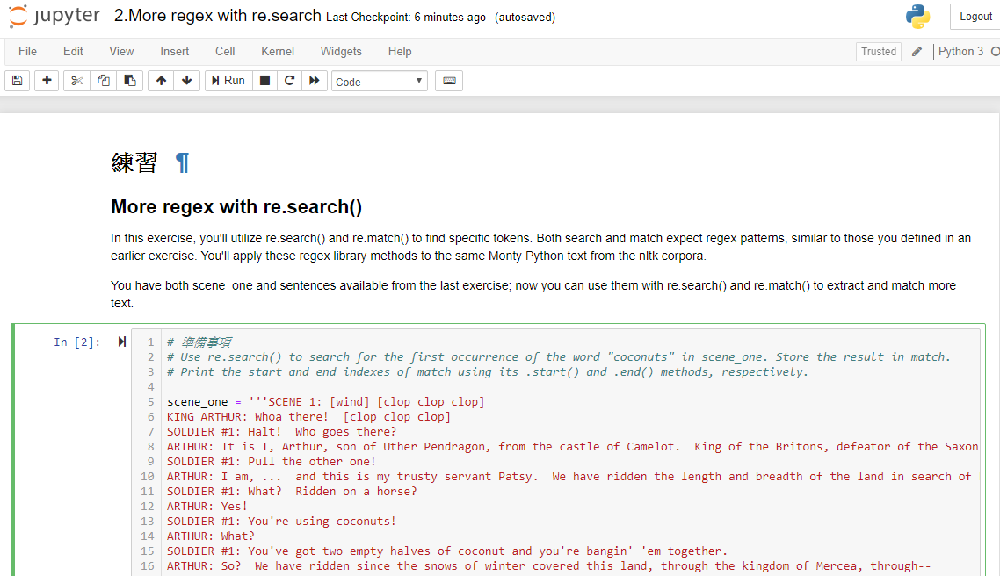 jupyter 2.More regex with re.search Last Checkpoint: 6 minutes ago (autosaved) Logout
File Edit View Insert Cell Kernel Widgets Help Trusted Python 3
Run Code
練習 ¶
More regex with re.search()
In this exercise, you'll utilize re.search() and re.match() to find specific tokens. Both search and match expect regex patterns, similar to those you defined in an
earlier exercise. You'll apply these regex library methods to the same Monty Python text from the nltk corpora.
You have both scene_one and sentences available from the last exercise; now you can use them with re.search() and re.match() to extract and match more
text.
In [2]:
1 # 準備事項
2 # Use re.search() to search for the first occurrence of the word "coconuts" in scene_one. Store the result in match.
3 # Print the start and end indexes of match using its .start() and .end() methods, respectively.
4
5 scene_one = '''SCENE 1: [wind] [clop clop clop]
6 KING ARTHUR: Whoa there!  [clop clop clop]
7 SOLDIER #1: Halt!  Who goes there?
8 ARTHUR: It is I, Arthur, son of Uther Pendragon, from the castle of Camelot.  King of the Britons, defeator of the Saxon
9 SOLDIER #1: Pull the other one!
10 ARTHUR: I am, ...  and this is my trusty servant Patsy.  We have ridden the length and breadth of the land in search of
11 SOLDIER #1: What?  Ridden on a horse?
12 ARTHUR: Yes!
13 SOLDIER #1: You're using coconuts!
14 ARTHUR: What?
15 SOLDIER #1: You've got two empty halves of coconut and you're bangin' 'em together.
16 ARTHUR: So?  We have ridden since the snows of winter covered this land, through the kingdom of Mercea, through--